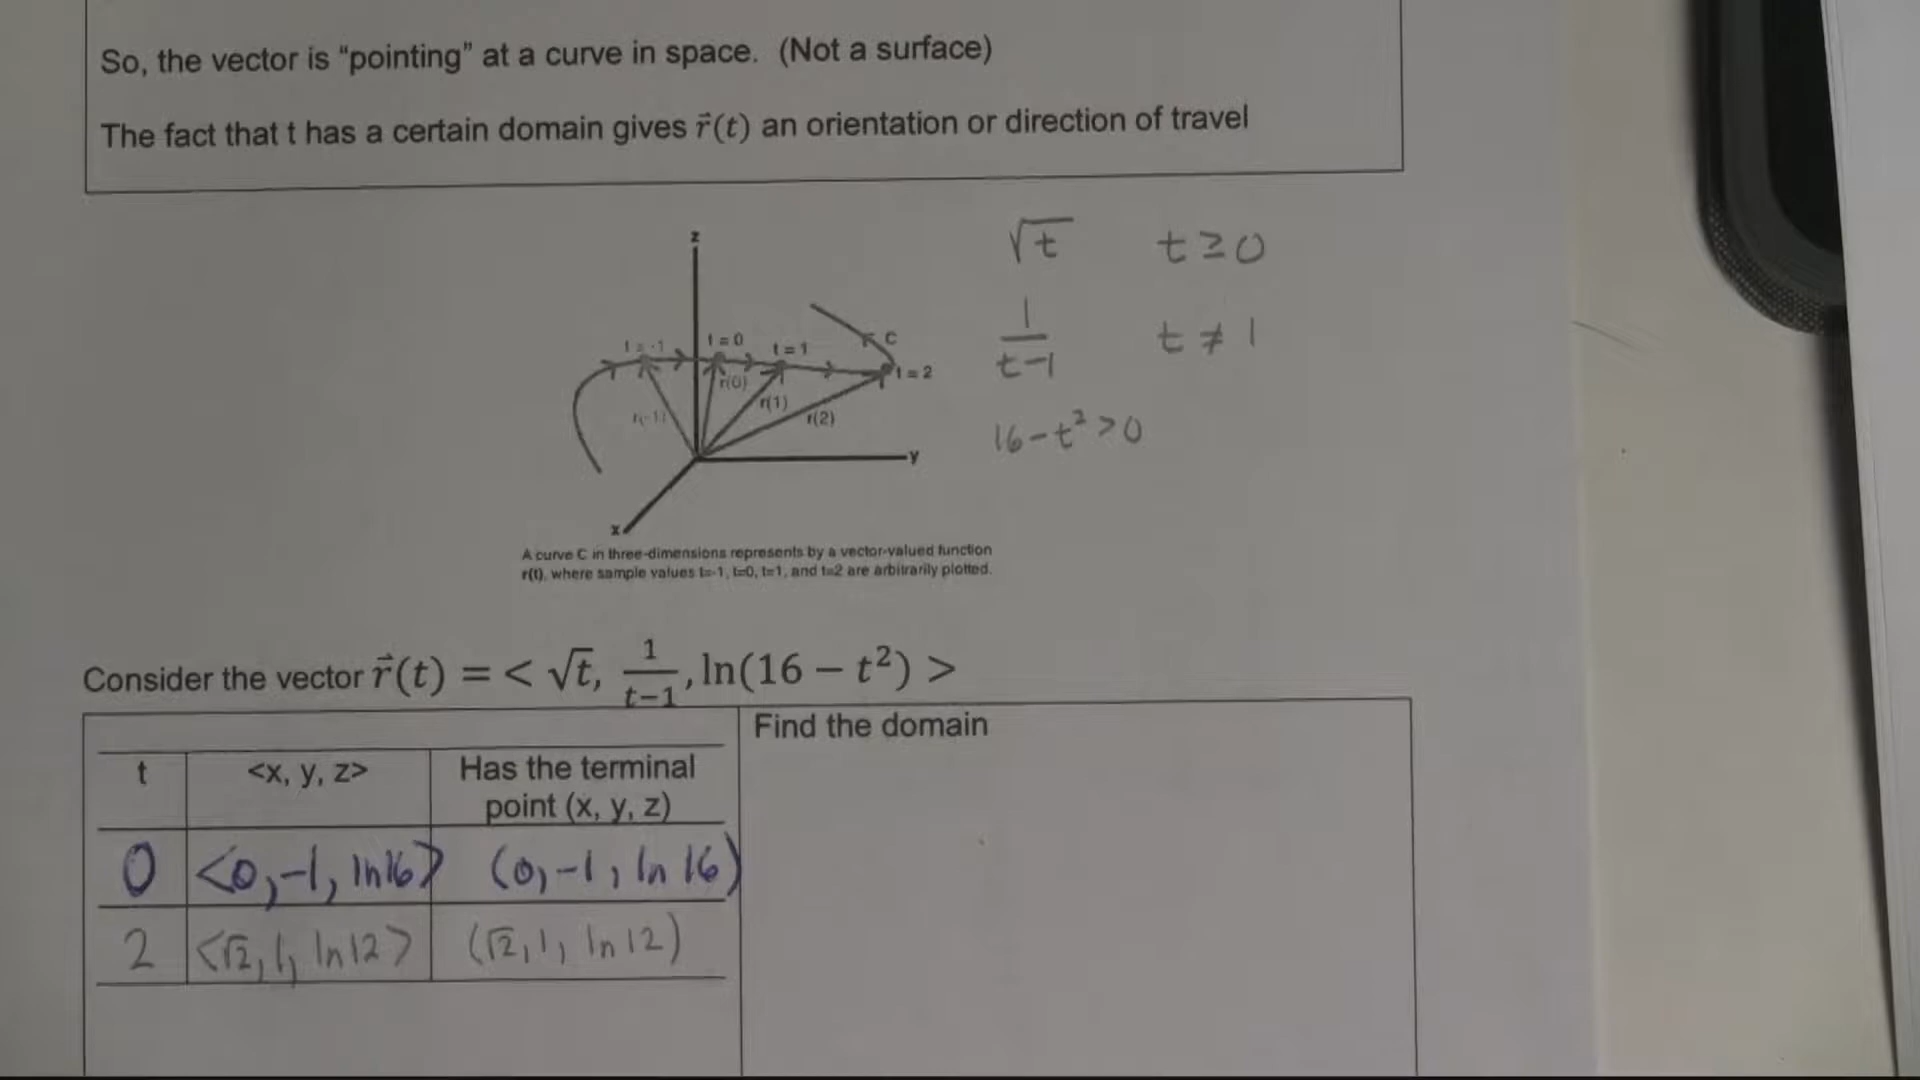 So, the vector is “pointing” at a curve in space. (Not a surface)
The fact that t has a certain domain gives r⃗(t) an orientation or direction of travel
z
t = -1
t = 0
t = 1
C
t = 2
r(-1)
r(0)
r(1)
r(2)
y
x
√t t ≥ 0
1/(t-1) t ≠ 1
16 - t² > 0
A curve C in three-dimensions represents by a vector-valued function
r(t), where sample values t=-1, t=0, t=1, and t=2 are arbitrarily plotted.
Consider the vector r⃗(t) = < √t, 1/(t−1), ln(16 − t²) >
Find the domain
t <x, y, z> Has the terminal
point (x, y, z)
0 <0, -1, ln16> (0, -1, ln 16)
2 <√2, 1, ln 12> (√2, 1, ln 12)